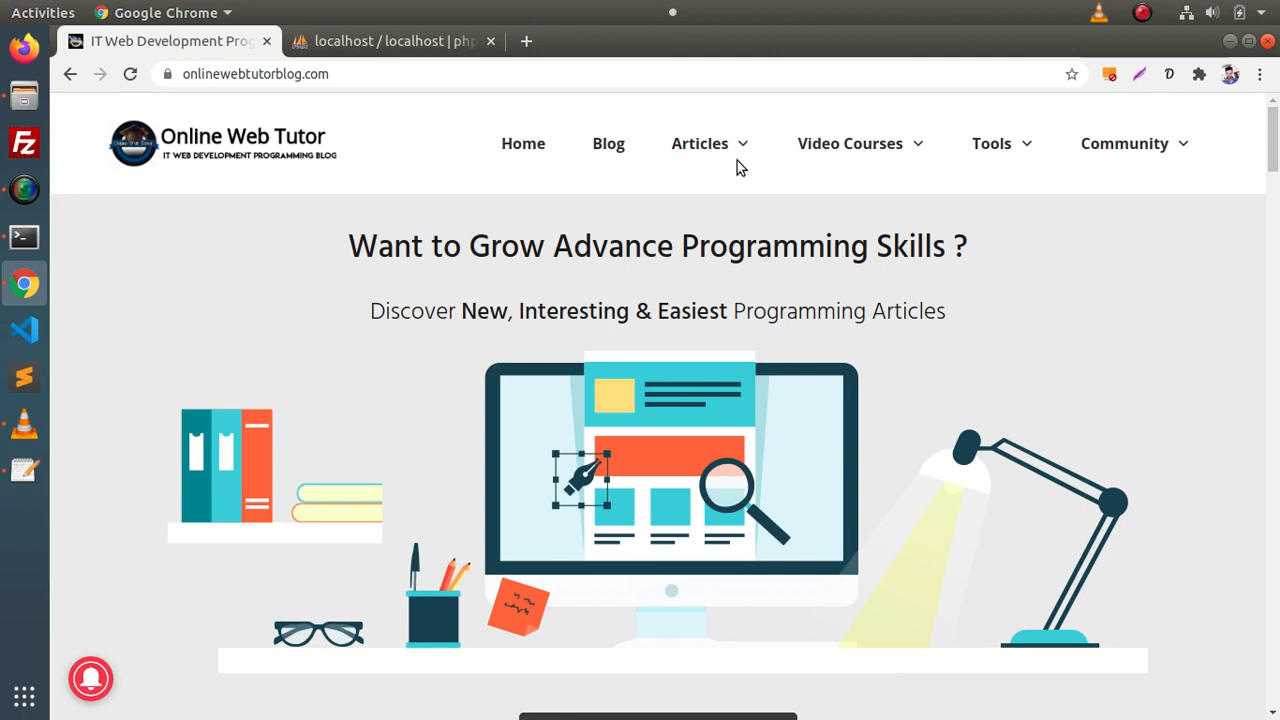 Activities
Google Chrome
IT Web Development Prog
localhost / localhost | php
onlinewebtutorblog.com
Online Web Tutor
IT WEB DEVELOPMENT PROGRAMMING BLOG
Home
Blog
Articles
Video Courses
Tools
Community
Want to Grow Advance Programming Skills ?
Discover New, Interesting & Easiest Programming Articles